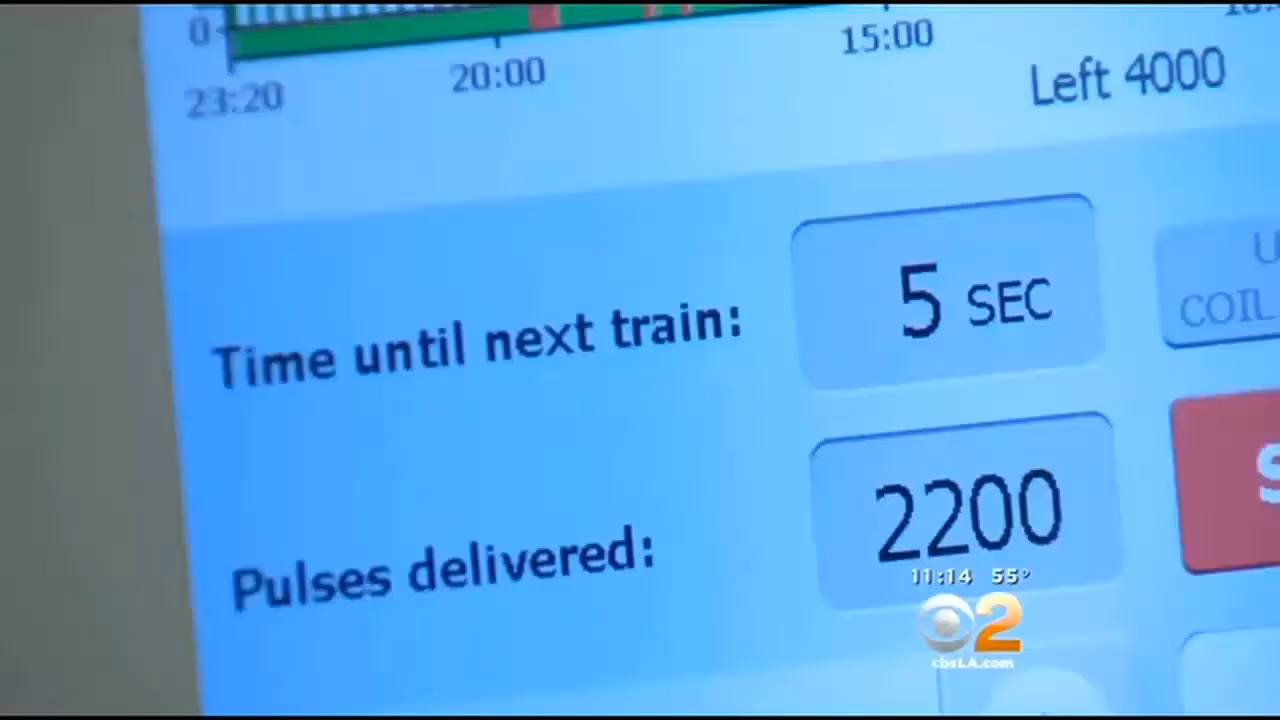 0
23:20
20:00
15:00
Left 4000
Time until next train:
5 SEC
COIL
Pulses delivered:
2200
11:14 55°
2
cbsLA.com